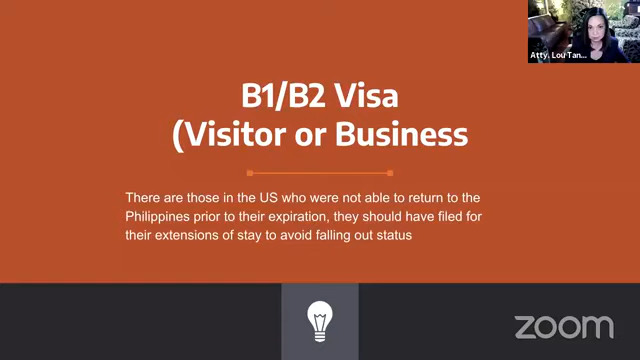 Atty. Lou Tan...
B1/B2 Visa
(Visitor or Business
There are those in the US who were not able to return to the
Philippines prior to their expiration, they should have filed for
their extensions of stay to avoid falling out status
zoom